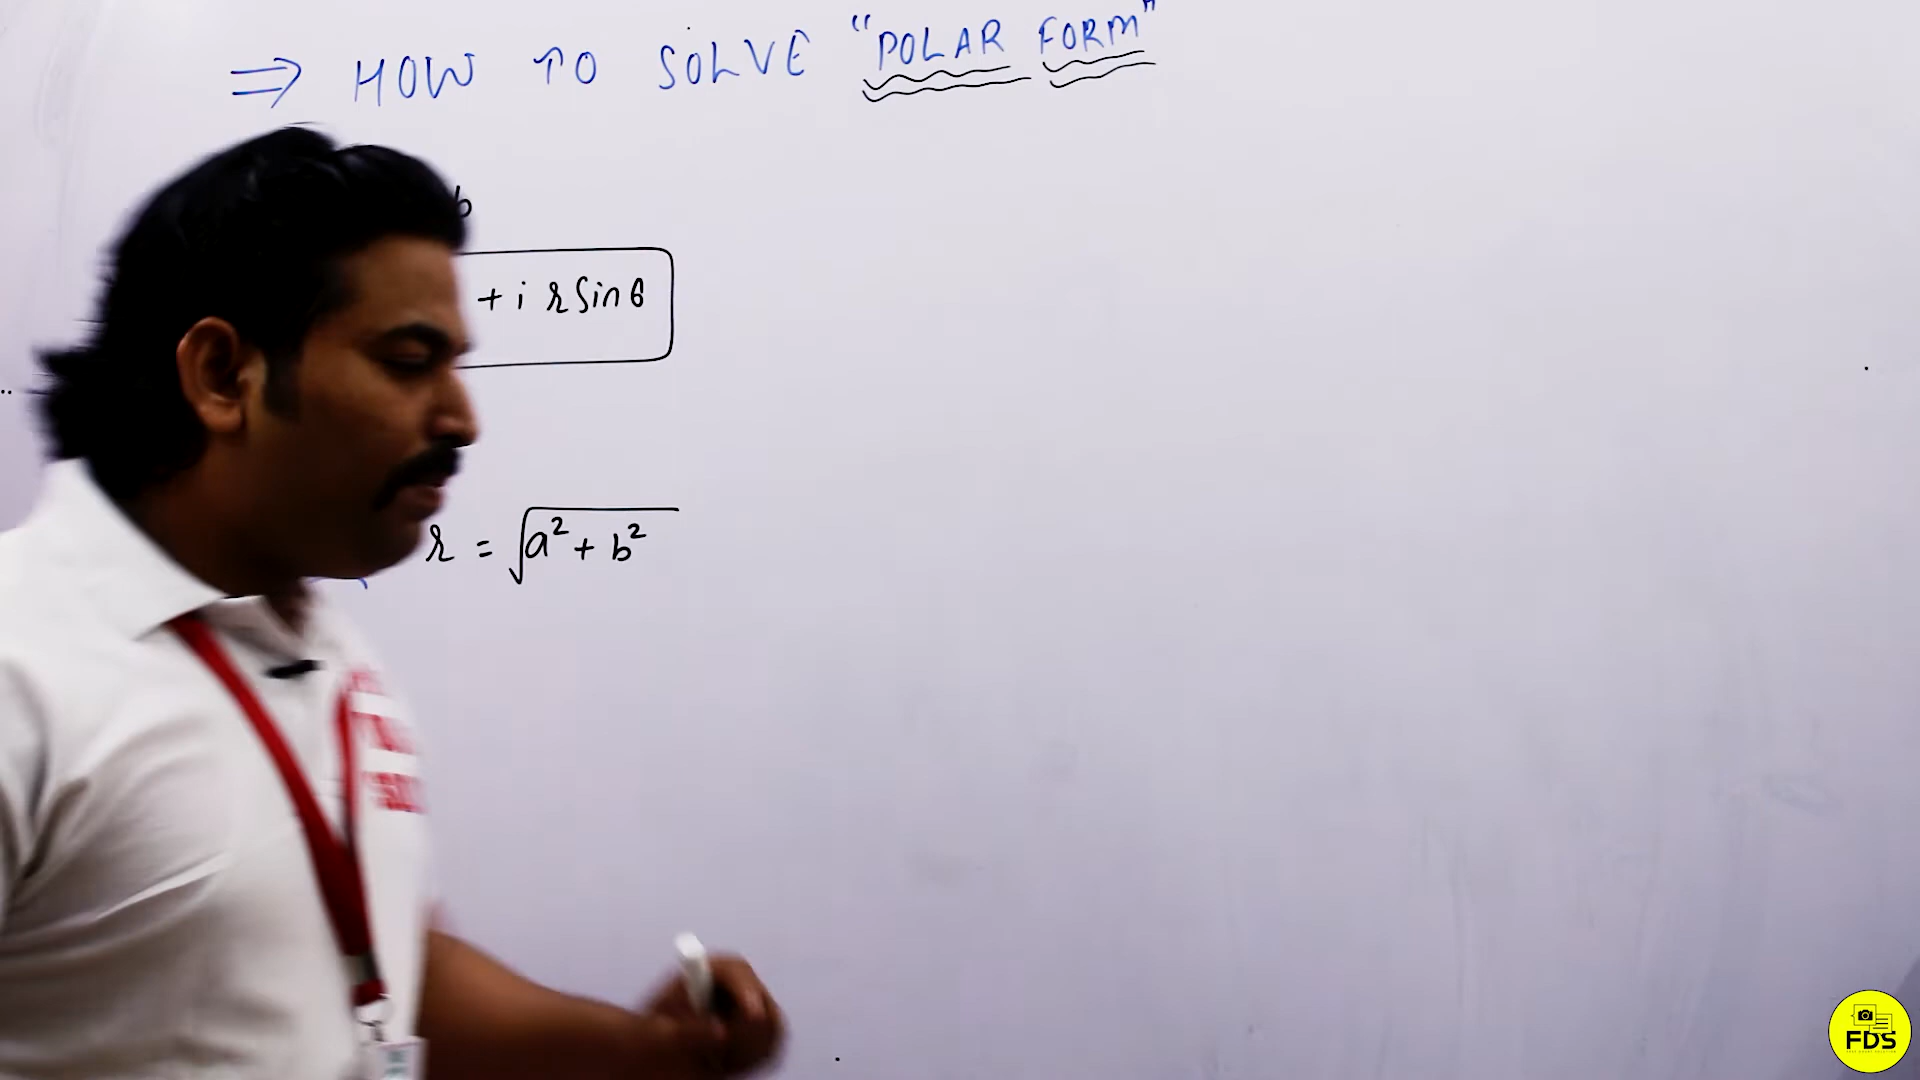 ⇒ HOW TO SOLVE "POLAR FORM"
b
+ i r Sin θ
r = √a² + b²
FDS